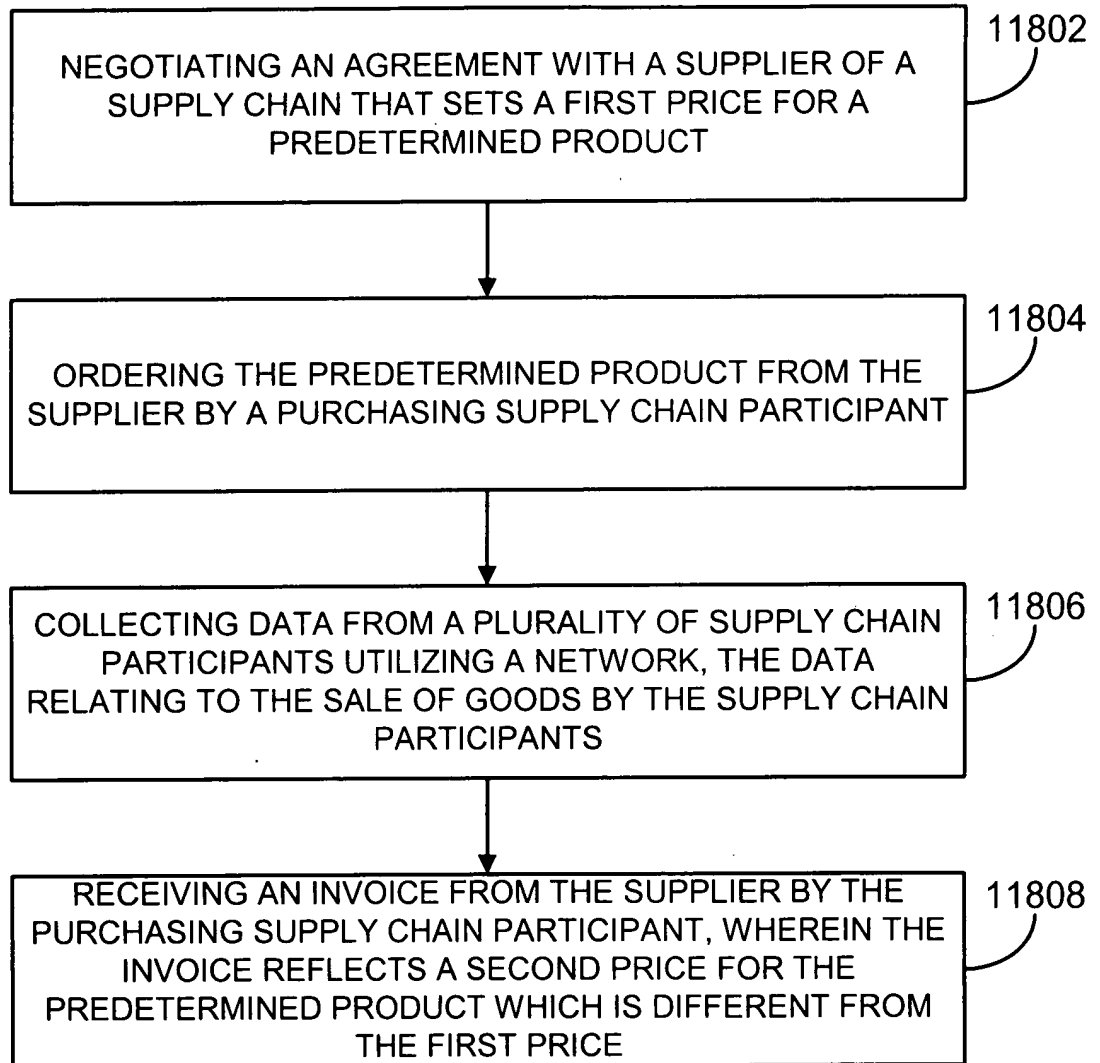 11802
NEGOTIATING AN AGREEMENT WITH A SUPPLIER OF A
SUPPLY CHAIN THAT SETS A FIRST PRICE FOR A
PREDETERMINED PRODUCT
11804
ORDERING THE PREDETERMINED PRODUCT FROM THE
SUPPLIER BY A PURCHASING SUPPLY CHAIN PARTICIPANT
11806
COLLECTING DATA FROM A PLURALITY OF SUPPLY CHAIN
PARTICIPANTS UTILIZING A NETWORK, THE DATA
RELATING TO THE SALE OF GOODS BY THE SUPPLY CHAIN
PARTICIPANTS
11808
RECEIVING AN INVOICE FROM THE SUPPLIER BY THE
PURCHASING SUPPLY CHAIN PARTICIPANT, WHEREIN THE
INVOICE REFLECTS A SECOND PRICE FOR THE
PREDETERMINED PRODUCT WHICH IS DIFFERENT FROM
THE FIRST PRICE